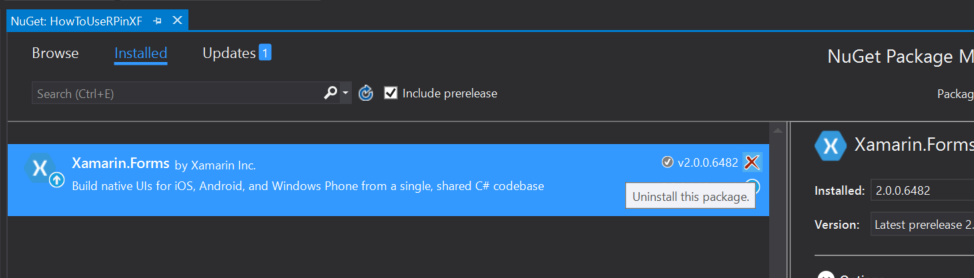 NuGet: HowToUseRPinXF
Browse Installed Updates 1
NuGet Package M
Search (Ctrl+E)
Include prerelease
Packag
Xamarin.Forms by Xamarin Inc.
v2.0.0.6482
Build native UIs for iOS, Android, and Windows Phone from a single, shared C# codebase
Uninstall this package.
Xamarin.Forms
Installed: 2.0.0.6482
Version: Latest prerelease 2.